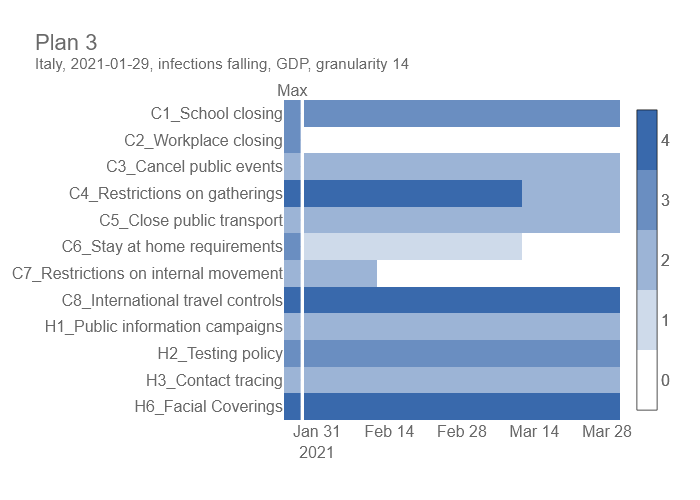 Plan 3
Italy, 2021-01-29, infections falling, GDP, granularity 14
Max
C1_School closing
C2_Workplace closing
C3_Cancel public events
C4_Restrictions on gatherings
C5_Close public transport
C6_Stay at home requirements
C7_Restrictions on internal movement
C8_International travel controls
H1_Public information campaigns
H2_Testing policy
H3_Contact tracing
H6_Facial Coverings
Jan 31 Feb 14 Feb 28 Mar 14 Mar 28
2021
4
3
2
1
0